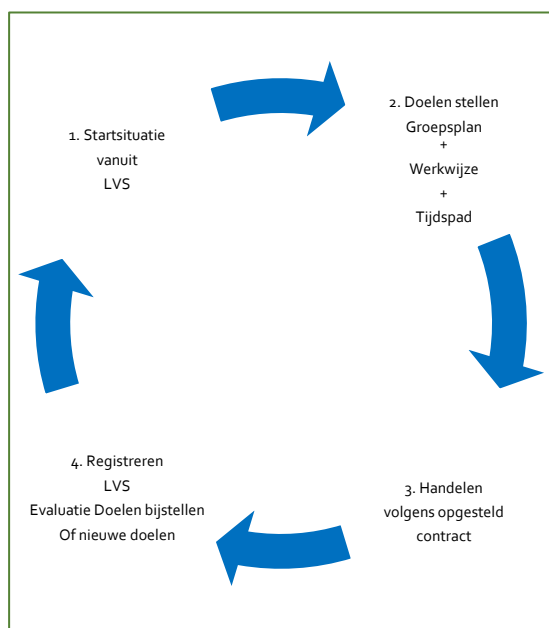 1. Startsituatie
vanuit
LVS
2. Doelen stellen
Groepsplan
+
Werkwijze
+
Tijdspad
3. Handelen
volgens opgesteld
contract
4. Registreren
LVS
Evaluatie Doelen bijstellen
Of nieuwe doelen